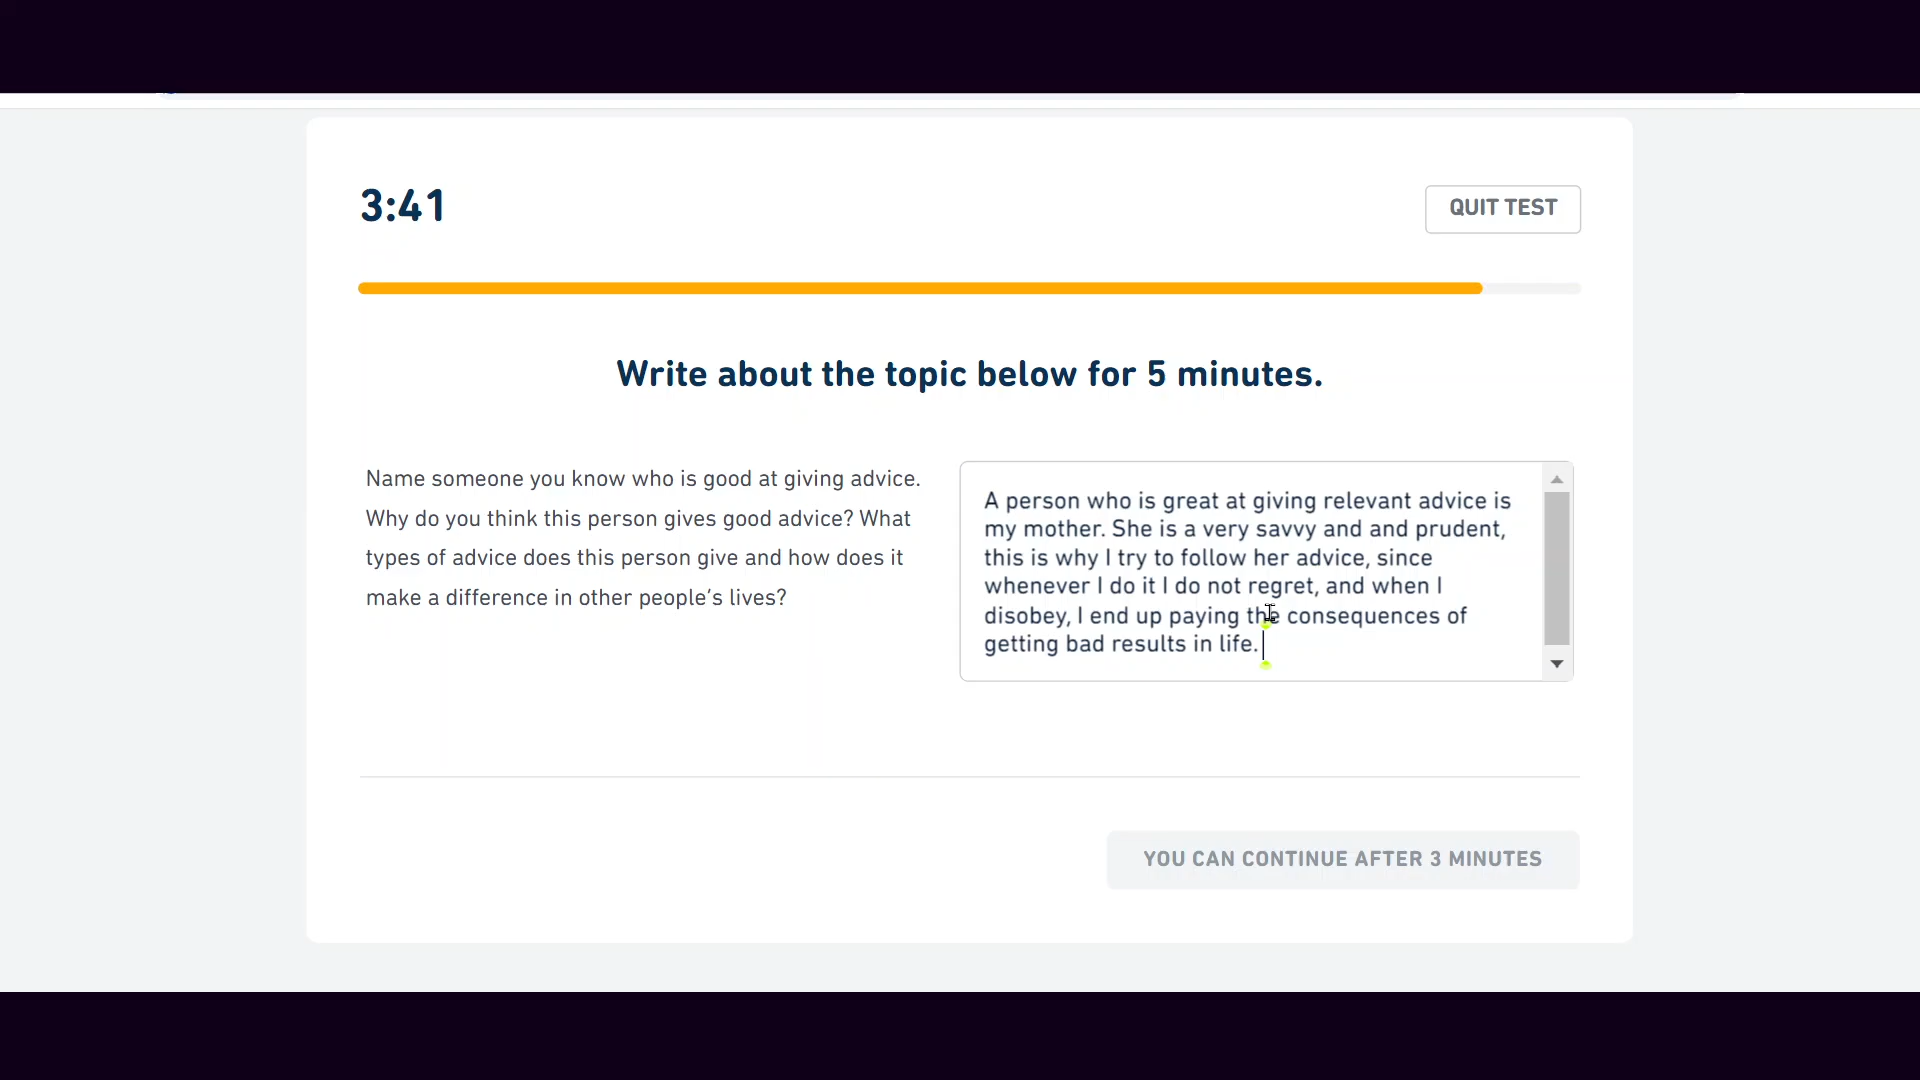 3:41
QUIT TEST
Write about the topic below for 5 minutes.
Name someone you know who is good at giving advice.
Why do you think this person gives good advice? What
types of advice does this person give and how does it
make a difference in other people's lives?
A person who is great at giving relevant advice is
my mother. She is a very savvy and and prudent,
this is why I try to follow her advice, since
whenever I do it I do not regret, and when I
disobey, I end up paying the consequences of
getting bad results in life.
YOU CAN CONTINUE AFTER 3 MINUTES